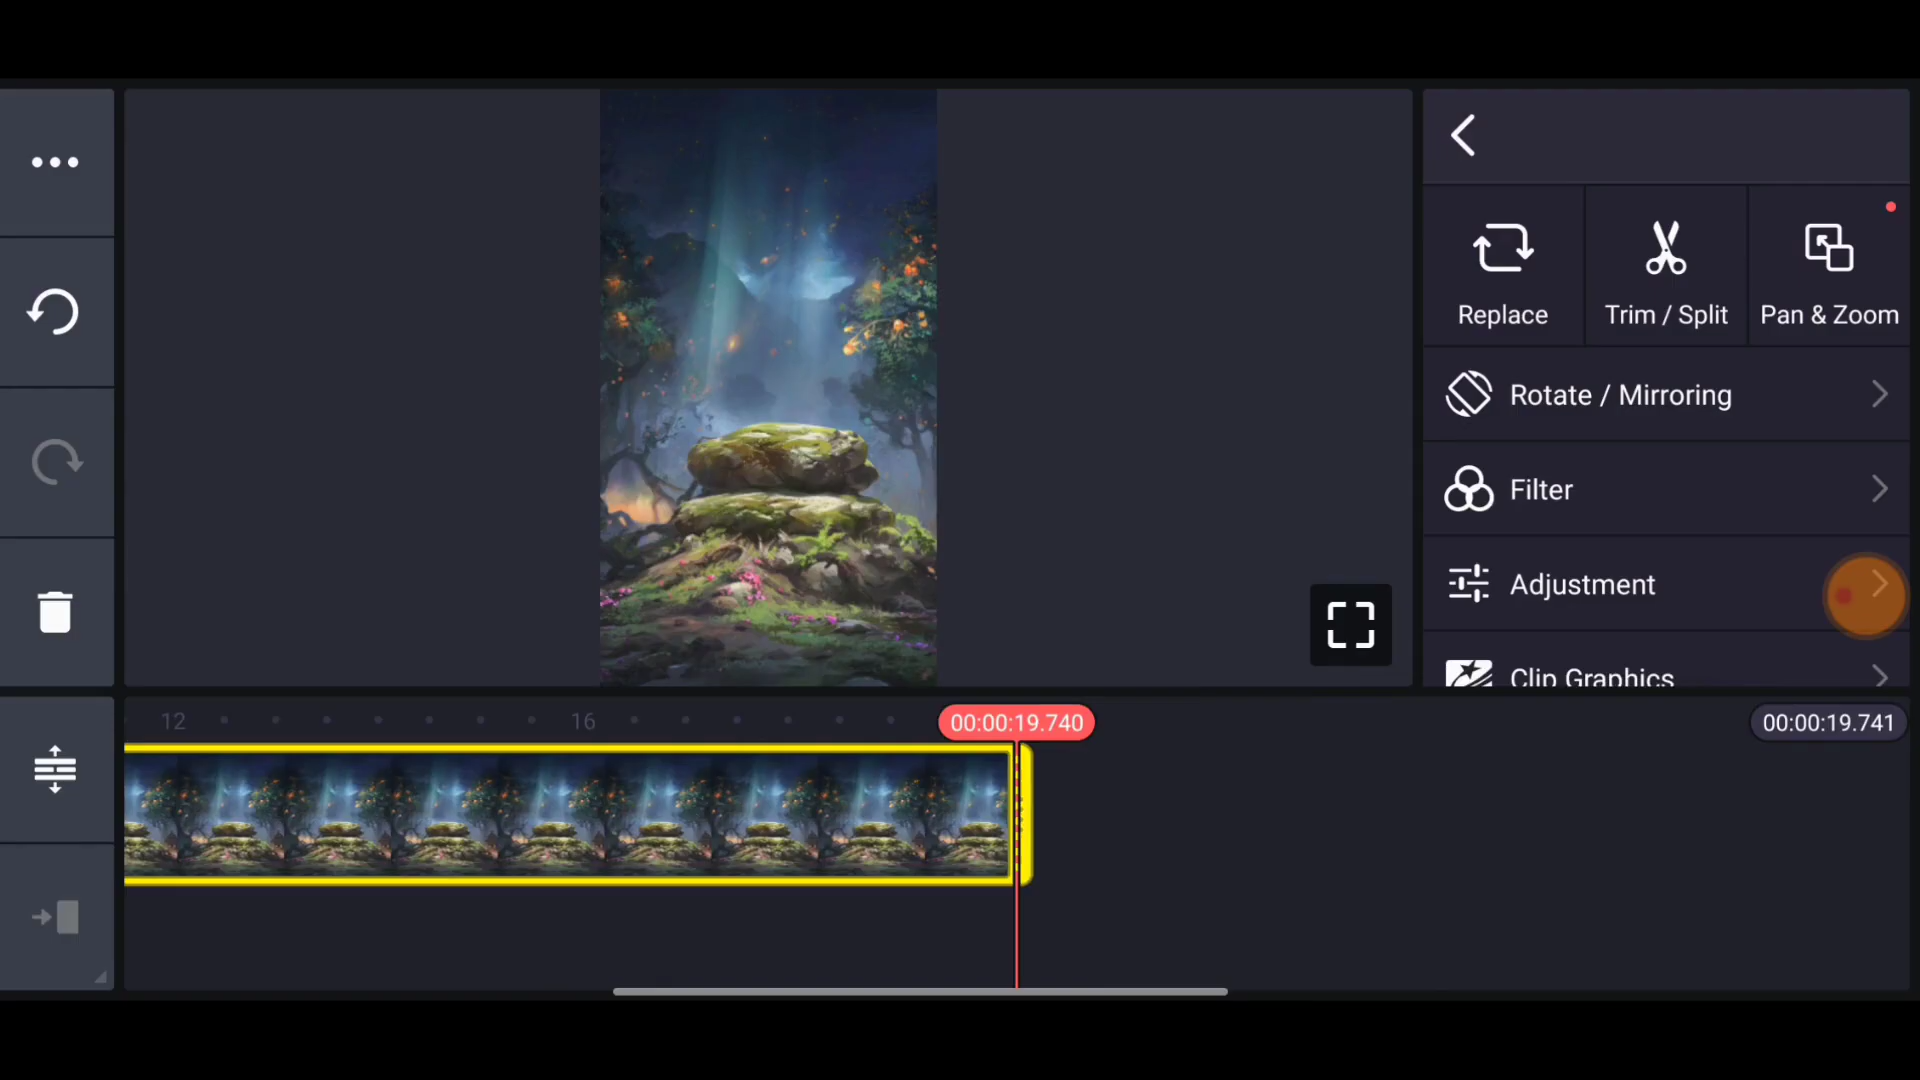 Replace
Trim / Split
Pan & Zoom
Rotate / Mirroring
Filter
Adjustment
Clip Graphics
12
16
00:00:19.740
00:00:19.741